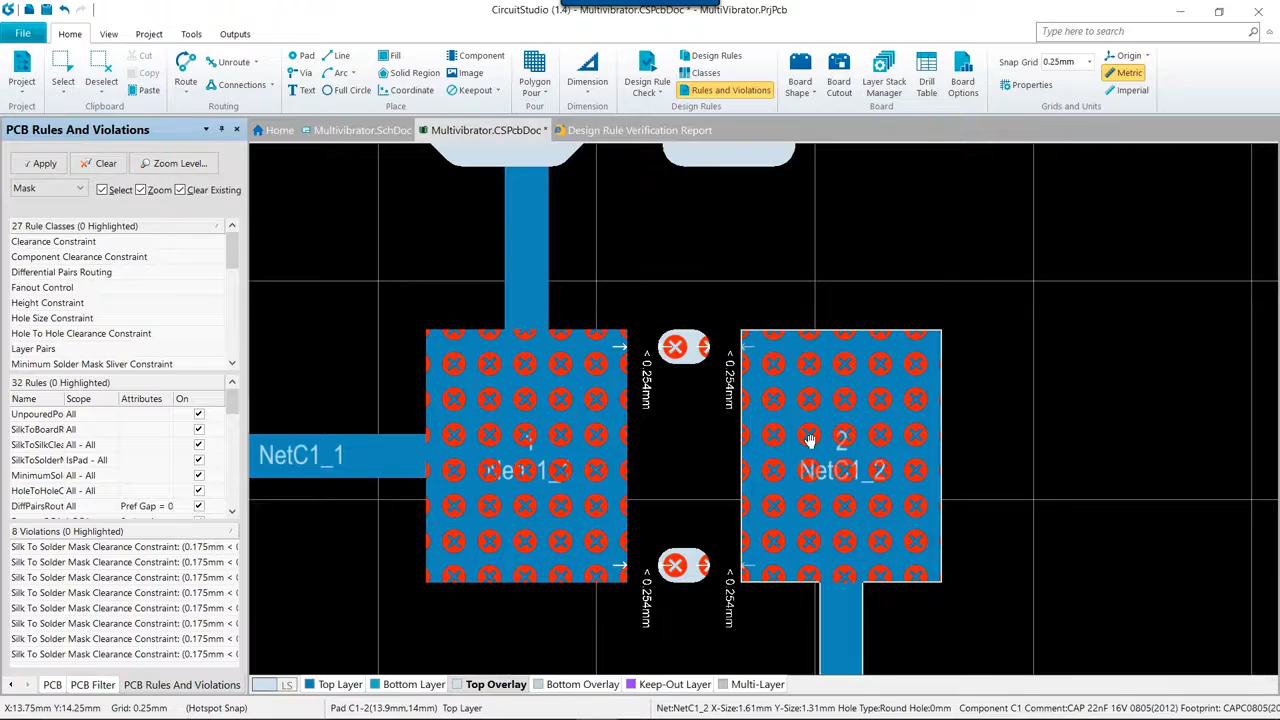 CircuitStudio (1.4) - Multivibrator.CSPcbDoc * - MultiVibrator.PrjPcb
File
Home
View
Project
Tools
Outputs
Type here to search
Project
Project
Select
Deselect
Cut
Copy
Paste
Clipboard
Route
Unroute
Connections
Routing
Pad
Via
Text
Line
Arc
Full Circle
Fill
Solid Region
Coordinate
Component
Image
Keepout
Place
Polygon Pour
Pour
Dimension
Dimension
Design Rule Check
Design Rules
Classes
Rules and Violations
Design Rules
Board Shape
Board Cutout
Layer Stack Manager
Drill Table
Board Options
Board
Snap Grid 0.25mm
Properties
Origin
Metric
Imperial
Grids and Units
PCB Rules And Violations
Home
Multivibrator.SchDoc
Multivibrator.CSPcbDoc *
Design Rule Verification Report
Apply
Clear
Zoom Level...
Mask
Select
Zoom
Clear Existing
27 Rule Classes (0 Highlighted)
Clearance Constraint
Component Clearance Constraint
Differential Pairs Routing
Fanout Control
Height Constraint
Hole Size Constraint
Hole To Hole Clearance Constraint
Layer Pairs
Minimum Solder Mask Sliver Constraint
32 Rules (0 Highlighted)
Name Scope Attributes On
UnpouredPo All
SilkToBoardR All
SilkToSilkCle All - All
SilkToSolder IsPad - All
MinimumSol All - All
HoleToHoleC All - All
DiffPairsRout All Pref Gap = 0
8 Violations (0 Highlighted)
Silk To Solder Mask Clearance Constraint: (0.175mm < 0
Silk To Solder Mask Clearance Constraint: (0.175mm < 0
Silk To Solder Mask Clearance Constraint: (0.175mm < 0
Silk To Solder Mask Clearance Constraint: (0.175mm < 0
Silk To Solder Mask Clearance Constraint: (0.175mm < 0
Silk To Solder Mask Clearance Constraint: (0.175mm < 0
Silk To Solder Mask Clearance Constraint: (0.175mm < 0
Silk To Solder Mask Clearance Constraint: (0.175mm < 0
NetC1_1
1
NetC1_1
< 0.254mm
< 0.254mm
< 0.254mm
< 0.254mm
2
NetC1_2
PCB
PCB Filter
PCB Rules And Violations
LS
Top Layer
Bottom Layer
Top Overlay
Bottom Overlay
Keep-Out Layer
Multi-Layer
X:13.75mm Y:14.25mm Grid: 0.25mm (Hotspot Snap) Pad C1-2(13.9mm,14mm) Top Layer Net:NetC1_2 X-Size:1.61mm Y-Size:1.31mm Hole Type:Round Hole:0mm Component C1 Comment:CAP 22nF 16V 0805(2012) Footprint: CAPC0805(2